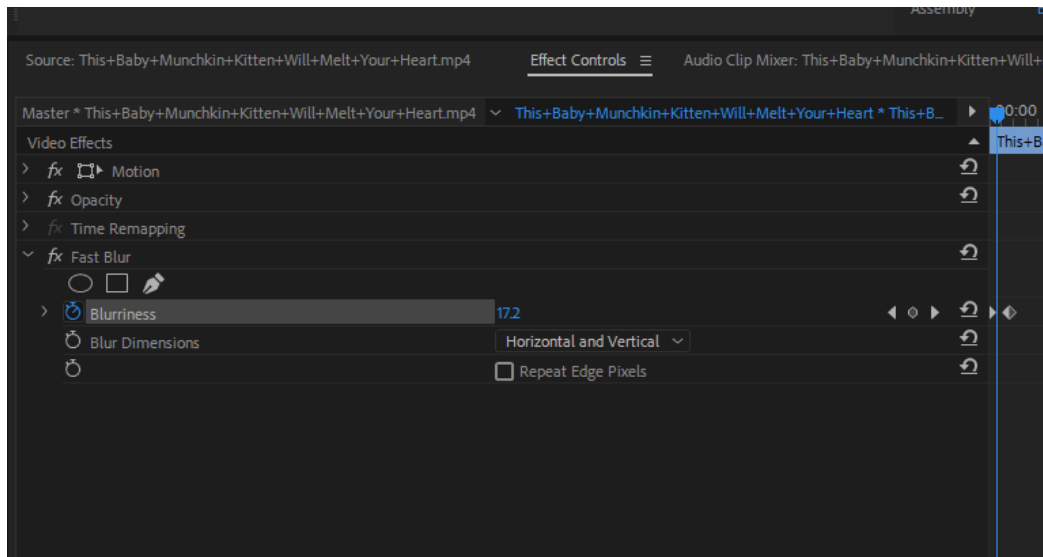 Assembly
Source: This+Baby+Munchkin+Kitten+Will+Melt+Your+Heart.mp4 Effect Controls Audio Clip Mixer: This+Baby+Munchkin+Kitten+Will+
Master * This+Baby+Munchkin+Kitten+Will+Melt+Your+Heart.mp4 This+Baby+Munchkin+Kitten+Will+Melt+Your+Heart * This+B... 00:00
Video Effects This+B
fx Motion
fx Opacity
fx Time Remapping
fx Fast Blur
Blurriness 17.2
Blur Dimensions Horizontal and Vertical
Repeat Edge Pixels